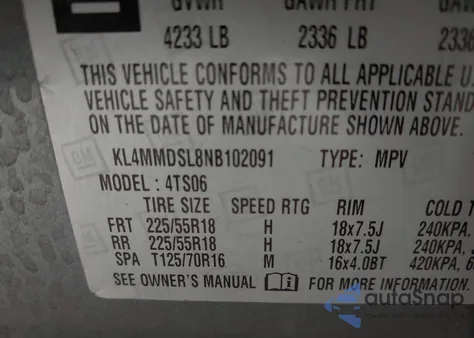 GVWR GAWR FRT GAWR
4233 LB 2336 LB 2336
THIS VEHICLE CONFORMS TO ALL APPLICABLE U
VEHICLE SAFETY AND THEFT PREVENTION STAND
ON THE DATE OF MANUFACTURE SHOWN ABOVE.
KL4MMDSL8NB102091 TYPE: MPV
MODEL: 4TS06
TIRE SIZE SPEED RTG RIM COLD T
FRT 225/55R18 H 18x7.5J 240KPA,
RR 225/55R18 H 18x7.5J 240KPA,
SPA T125/70R16 M 16x4.0BT 420KPA, 6
SEE OWNER'S MANUAL FOR MORE INFORMATION.
autoSnap